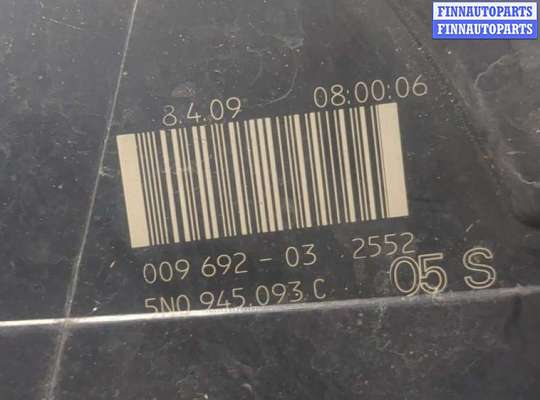 FINNAUTOPARTS
FINNAUTOPARTS
8.4.09 08:00:06
009 692 - 03 2552
5N0 945.093 C 05 S